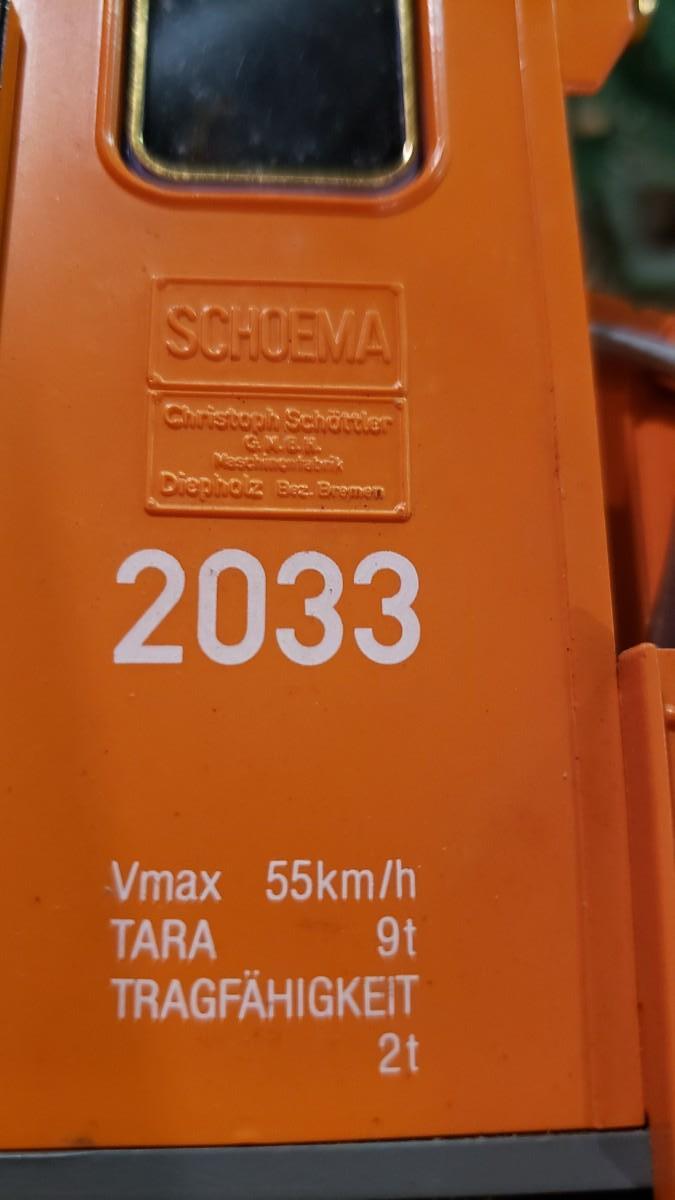 SCHOEMA
Christoph Schöttler
G.M.B.H.
Maschinenfabrik
Diepholz Bez. Bremen
2033
Vmax 55km/h
TARA 9t
TRAGFÄHIGKEIT
2t